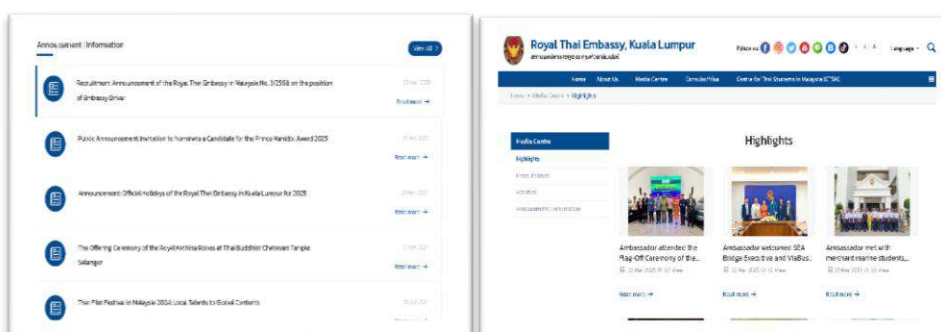 Announcement | Information
View all >
Recruitment Announcement of the Royal Thai Embassy in Malaysia No. 3/2568 on the position
of Embassy Driver
Read more →
Public Announcement Invitation to Nominate a Candidate for the Prince Mahidol Award 2025
Read more →
Announcement: Official Holidays of the Royal Thai Embassy in Kuala Lumpur for 2025
Read more →
The Offering Ceremony of the Royal Kathina Robes at Thai Buddhist Chetawan Temple
Selangor
Read more →
Thai Film Festival in Malaysia 2024: Local Talents to Global Contents
Royal Thai Embassy, Kuala Lumpur
Follow us
Language
Home About Us Media Centre Consular/Visa Centre for Thai Students in Malaysia (CTSM)
Home > Media Centre > Highlights
Media Centre
Highlights
Press Release
Activities
Announcement | Information
Highlights
Ambassador attended the
Flag-Off Ceremony of the...
Read more →
Ambassador welcomed SEA
Bridge Executive and ViaBus...
Read more →
Ambassador met with
merchant marine students,...
Read more →